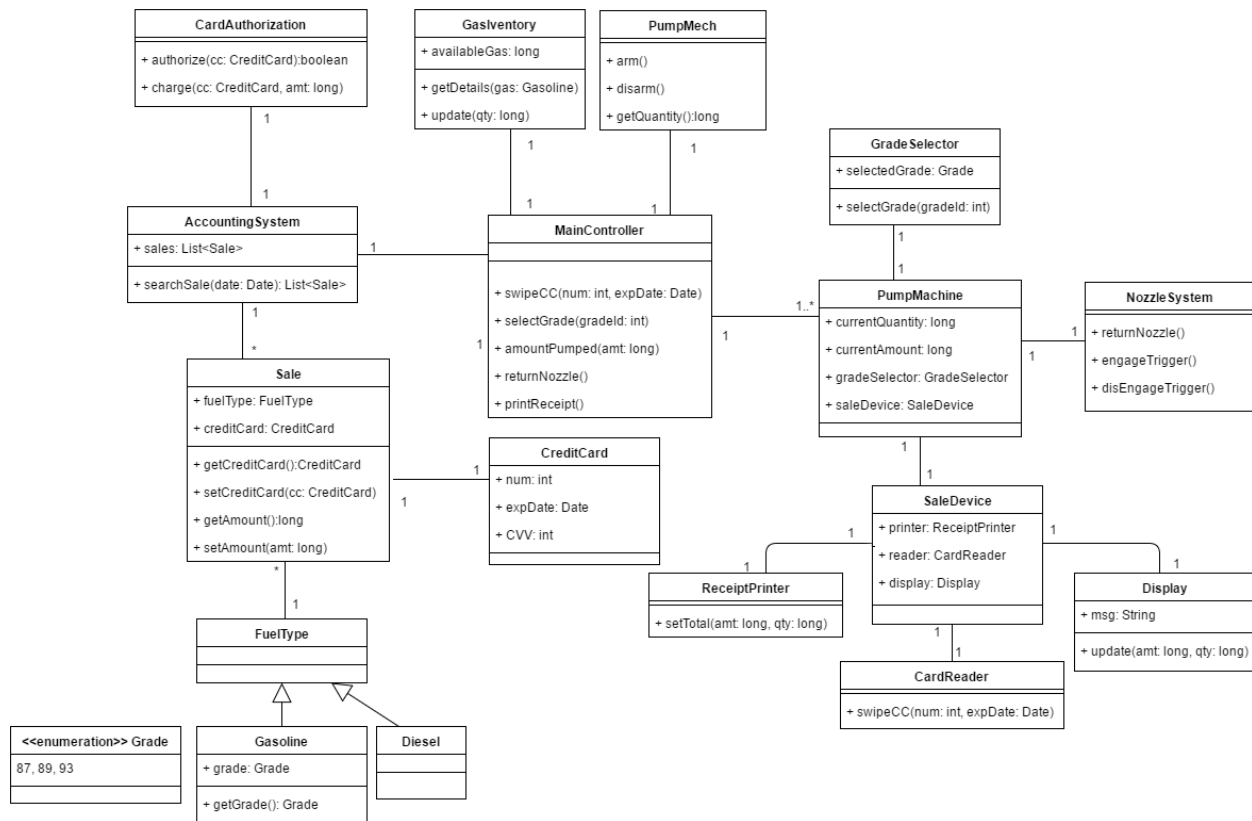 CardAuthorization
+ authorize(cc: CreditCard):boolean
+ charge(cc: CreditCard, amt: long)
1
1
GasIventory
+ availableGas: long
+ getDetails(gas: Gasoline)
+ update(qty: long)
1
1
PumpMech
+ arm()
+ disarm()
+ getQuantity():long
1
1
GradeSelector
+ selectedGrade: Grade
+ selectGrade(gradeId: int)
1
1
AccountingSystem
+ sales: List<Sale>
+ searchSale(date: Date): List<Sale>
1
1
1
*
MainController
+ swipeCC(num: int, expDate: Date)
+ selectGrade(gradeId: int)
+ amountPumped(amt: long)
+ returnNozzle()
+ printReceipt()
1
1..*
PumpMachine
+ currentQuantity: long
+ currentAmount: long
+ gradeSelector: GradeSelector
+ saleDevice: SaleDevice
1
1
NozzleSystem
+ returnNozzle()
+ engageTrigger()
+ disEngageTrigger()
1
1
Sale
+ fuelType: FuelType
+ creditCard: CreditCard
+ getCreditCard():CreditCard
+ setCreditCard(cc: CreditCard)
+ getAmount():long
+ setAmount(amt: long)
1
1
*
1
CreditCard
+ num: int
+ expDate: Date
+ CVV: int
SaleDevice
+ printer: ReceiptPrinter
+ reader: CardReader
+ display: Display
1
1
1
1
1
1
ReceiptPrinter
+ setTotal(amt: long, qty: long)
Display
+ msg: String
+ update(amt: long, qty: long)
CardReader
+ swipeCC(num: int, expDate: Date)
FuelType
<<enumeration>> Grade
87, 89, 93
Gasoline
+ grade: Grade
+ getGrade(): Grade
Diesel